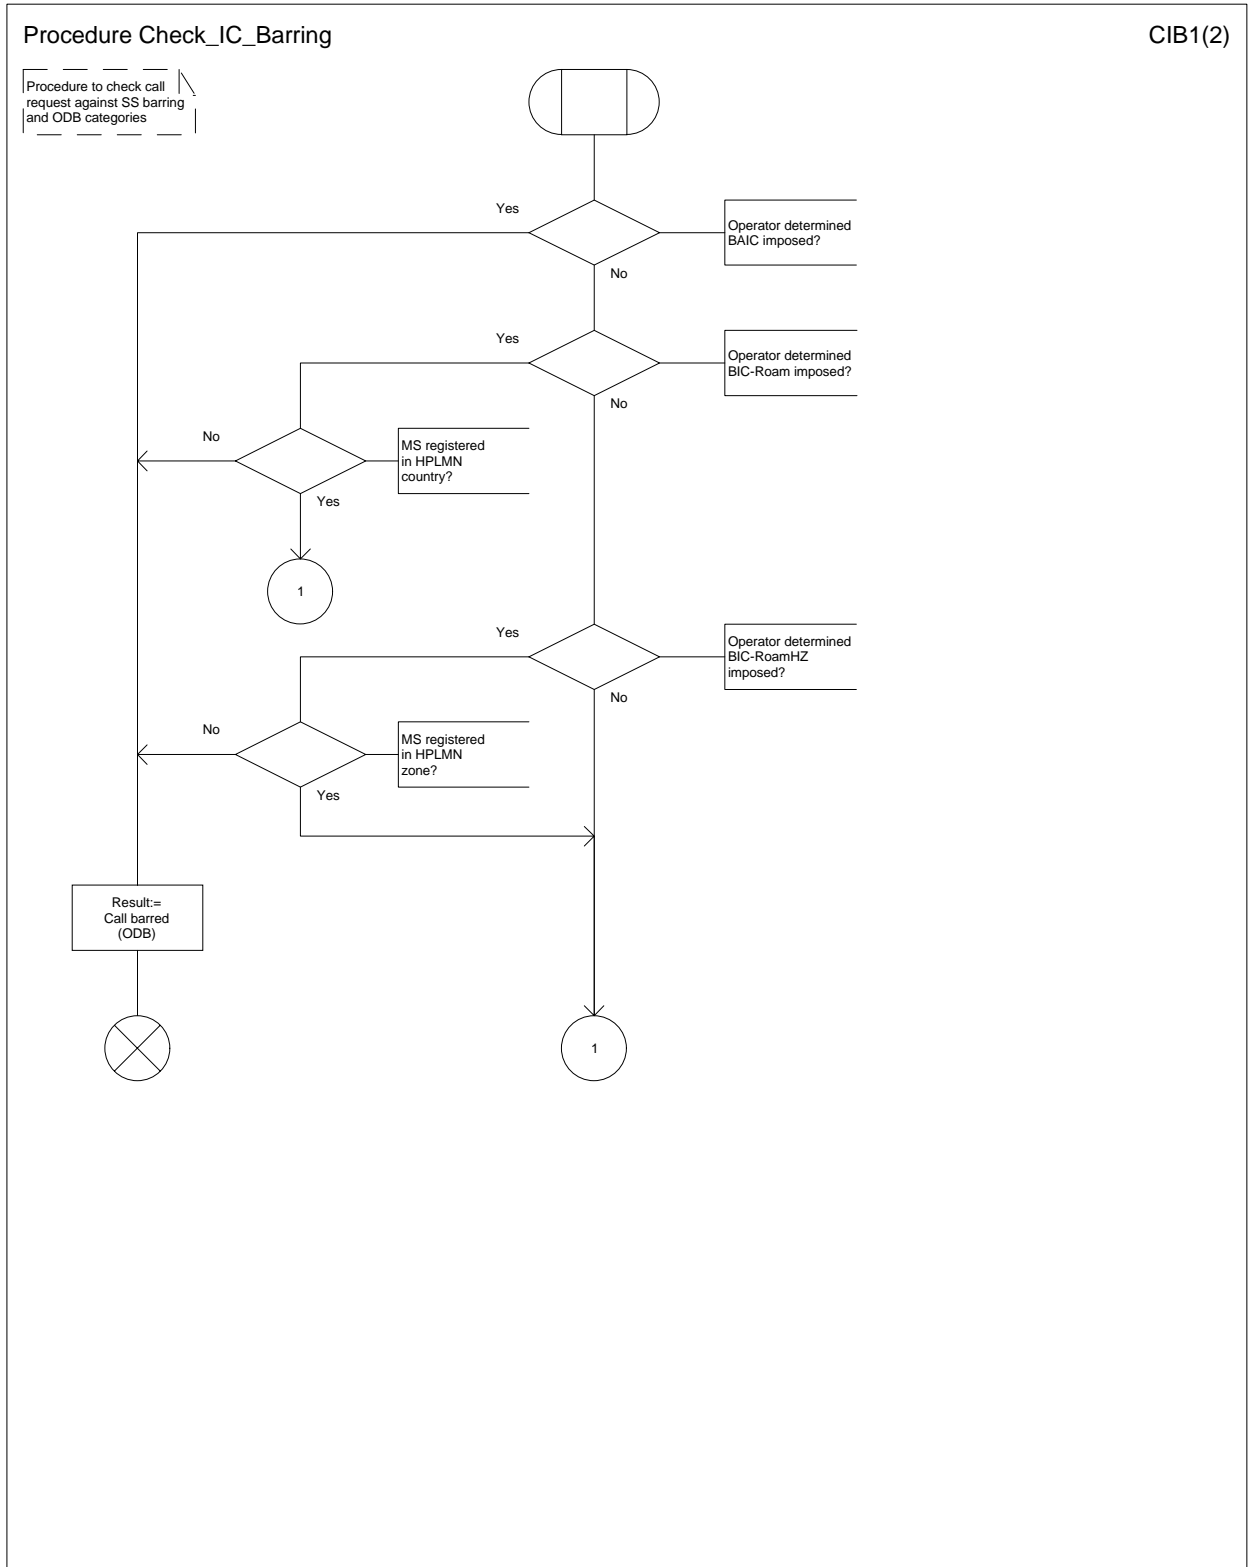 Procedure Check_IC_Barring
CIB1(2)
Procedure to check call
request against SS barring
and ODB categories
Yes
Operator determined
BAIC imposed?
No
Yes
Operator determined
BIC-Roam imposed?
No
No
MS registered
in HPLMN
country?
Yes
1
Yes
Operator determined
BIC-RoamHZ
imposed?
No
No
MS registered
in HPLMN
zone?
Yes
Result:=
Call barred
(ODB)
1